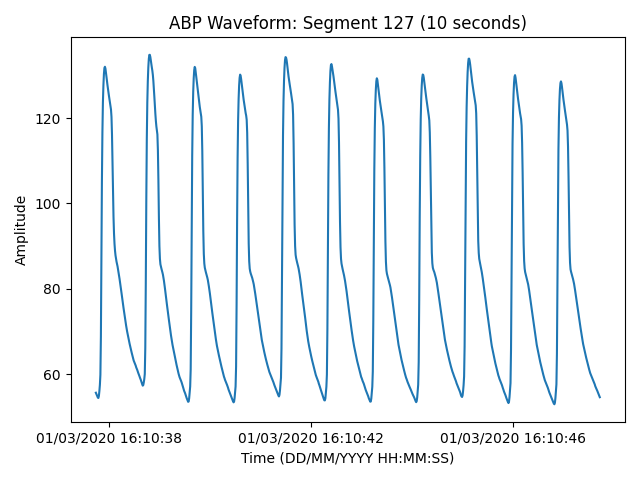 ABP Waveform: Segment 127 (10 seconds)
Amplitude
120
100
80
60
01/03/2020 16:10:38
01/03/2020 16:10:42
01/03/2020 16:10:46
Time (DD/MM/YYYY HH:MM:SS)